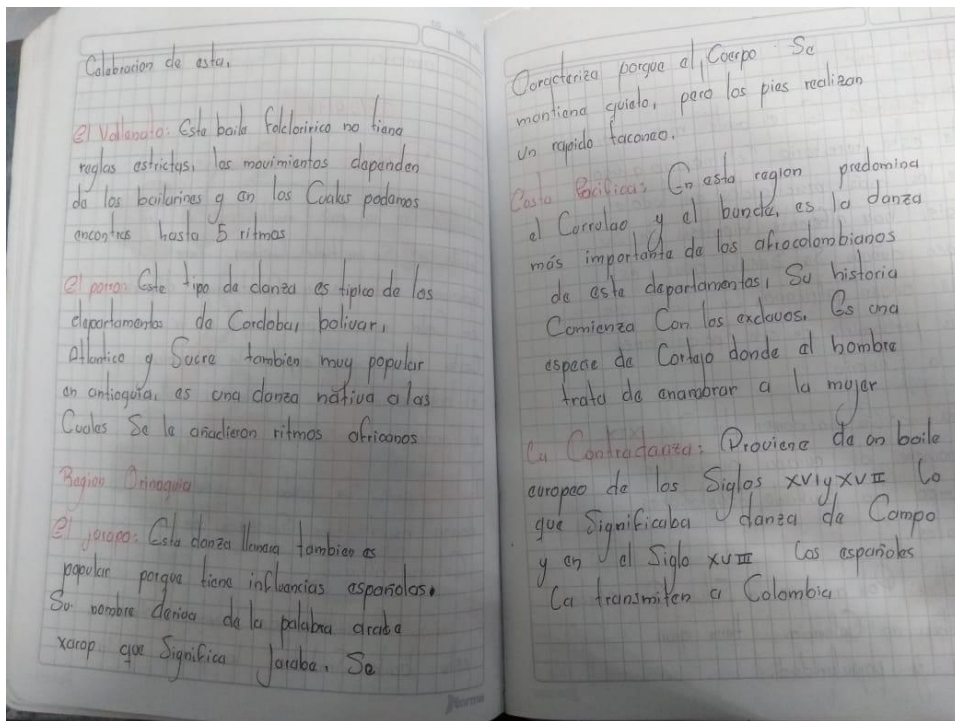 Celebracion de esta.
El Vallenato: Este baile folcloririco no tiene
reglas estrictas, los movimientos dependen
de los bailarines y en los Cuales podemos
encontras hasta 5 ritmos
El porron: Este tipo de danza es tipico de los
departamentos de Cordoba, bolivar,
Atlantico y Sucre tambien muy popular
en antioquia, es una danza nativa a las
Cuales Se le añadieron ritmos africanos
Region Orinoquia
El joropo: Esta danza llanera tambien es
popular porque tiene influencias españolas.
Su nombre deriva de la palabra araba
xarop que Significa Jarabe. Se
Norma
Caracteriza porque el Cuerpo Se
mantiene quieto, pero los pies realizan
un rapido taconeo.
Costa Pacifica: En esta region predomina
el Currulao y el bunde, es la danza
más importante de los afrocolombianos
de este departamentos, Su historia
Comienza Con los exclavos. Es una
especie de Cortejo donde el hombre
trata de enamorar a la mujer
La Contradanza: Proviene de un baile
europeo de los Siglos XVI y XVII Lo
que Significaba danza de Campo
y en el Siglo XVIII Los españoles
La transmiten a Colombia